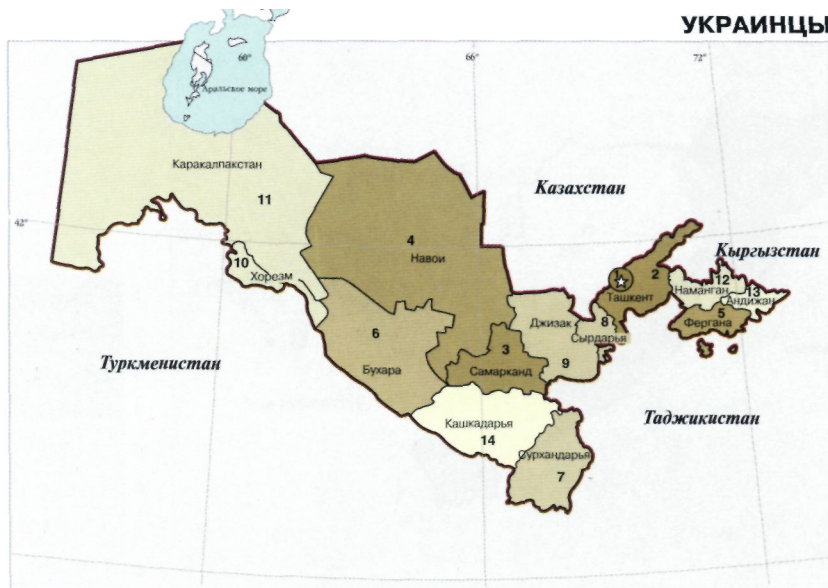 УКРАИНЦЫ
60°
66°
72°
Аральское море
Каракалпакстан
11
Казахстан
42°
4
Навои
Кыргызстан
10
Хорезм
1
2
Ташкент
12
Наманган
13
Андижан
5
Фергана
Джизак
8
Сырдарья
6
Бухара
3
Самарканд
9
Туркменистан
Таджикистан
Кашкадарья
14
Сурхандарья
7